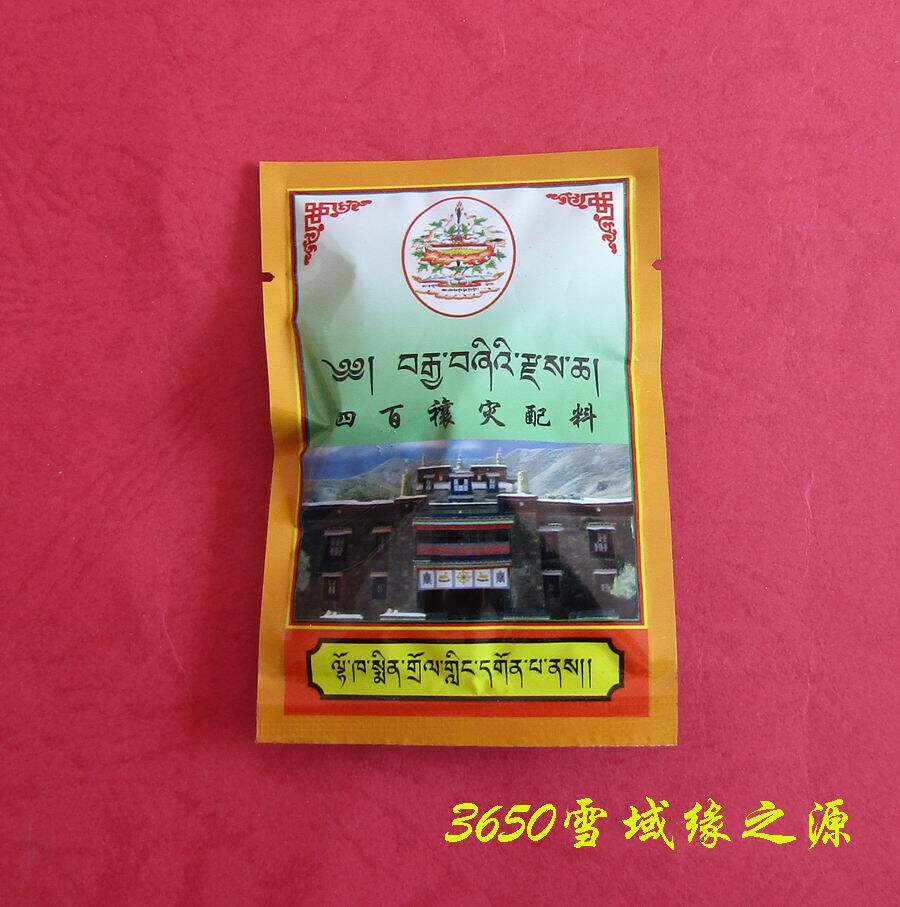 ༄༅། བརྒྱ་བཞིའི་རྫས་ཆ།
四百禳灾配料
ལྷོ་ཁ་སྨིན་གྲོལ་གླིང་དགོན་པ་ནས།།
3650雪域缘之源